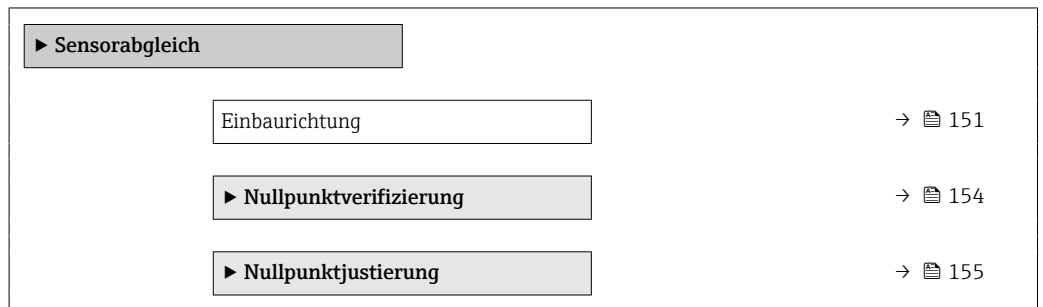 ▶ Sensorabgleich
Einbaurichtung → 151
▶ Nullpunktverifizierung → 154
▶ Nullpunktjustierung → 155